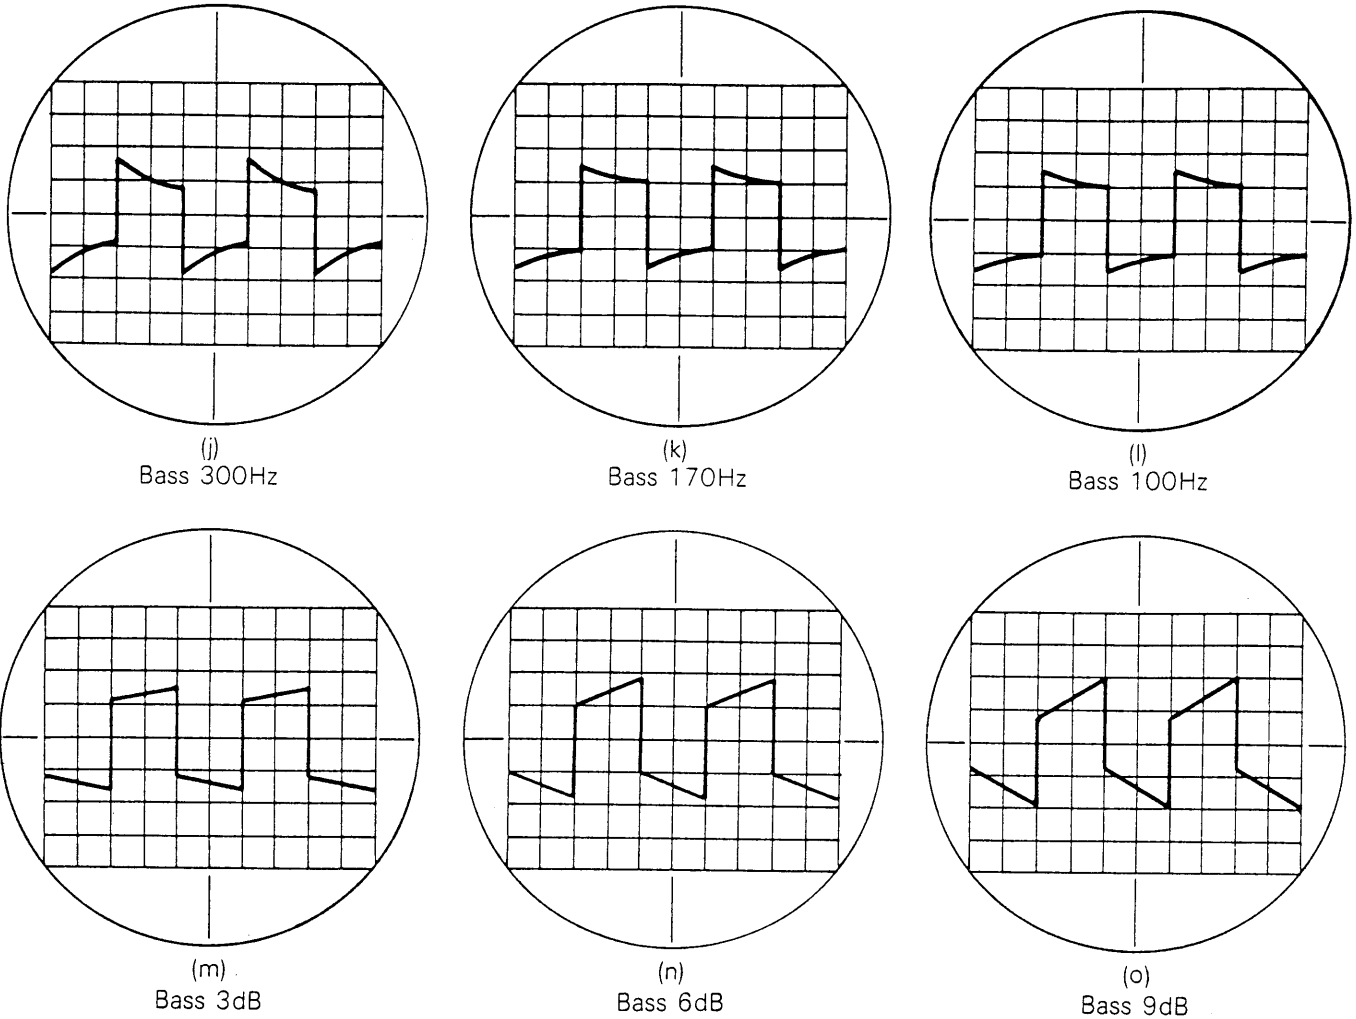 (j)
Bass 300Hz
(k)
Bass 170Hz
(l)
Bass 100Hz
(m)
Bass 3dB
(n)
Bass 6dB
(o)
Bass 9dB